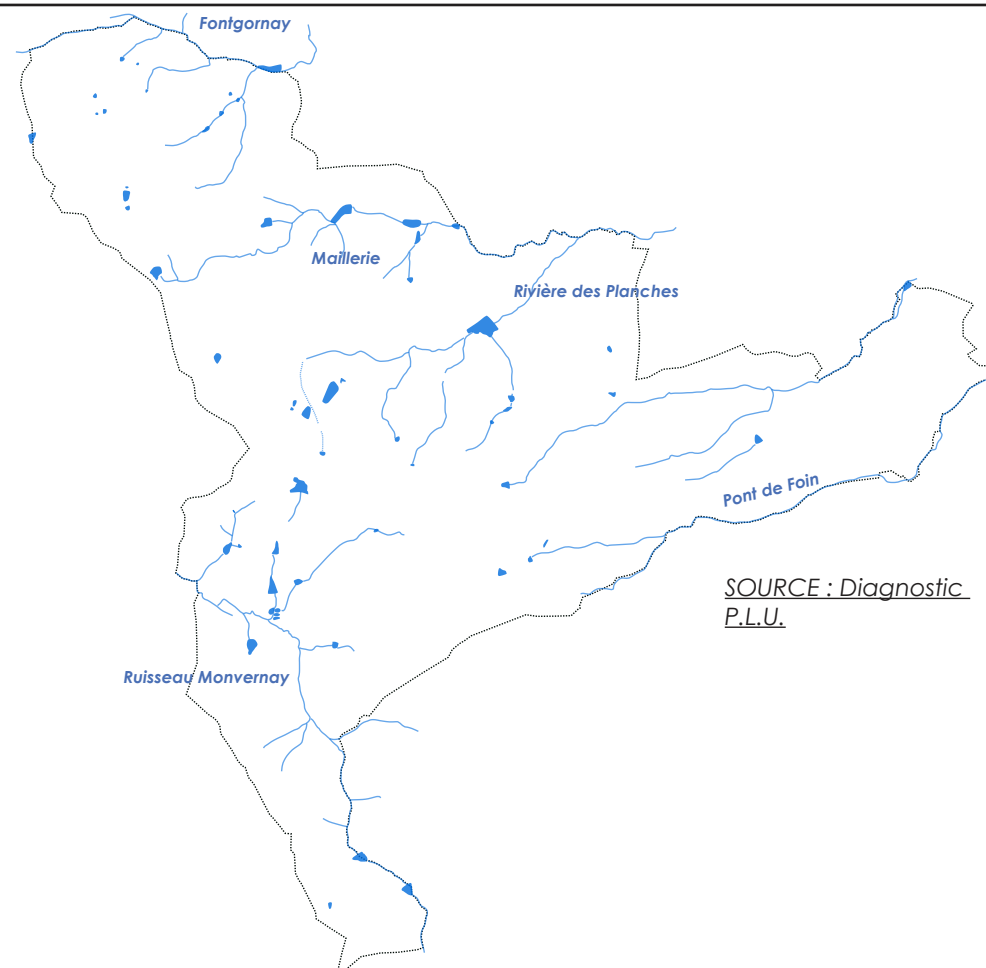 Fontgornay
Maillerie
Rivière des Planches
Pont de Foin
SOURCE : Diagnostic
P.L.U.
Ruisseau Monvernay